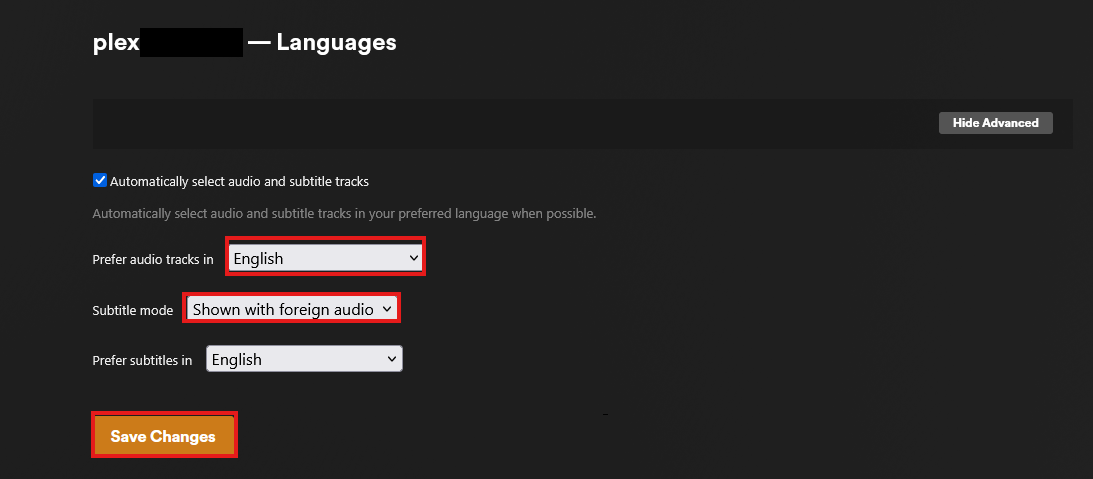 plex — Languages
Hide Advanced
Automatically select audio and subtitle tracks
Automatically select audio and subtitle tracks in your preferred language when possible.
Prefer audio tracks in English
Subtitle mode Shown with foreign audio
Prefer subtitles in English
Save Changes